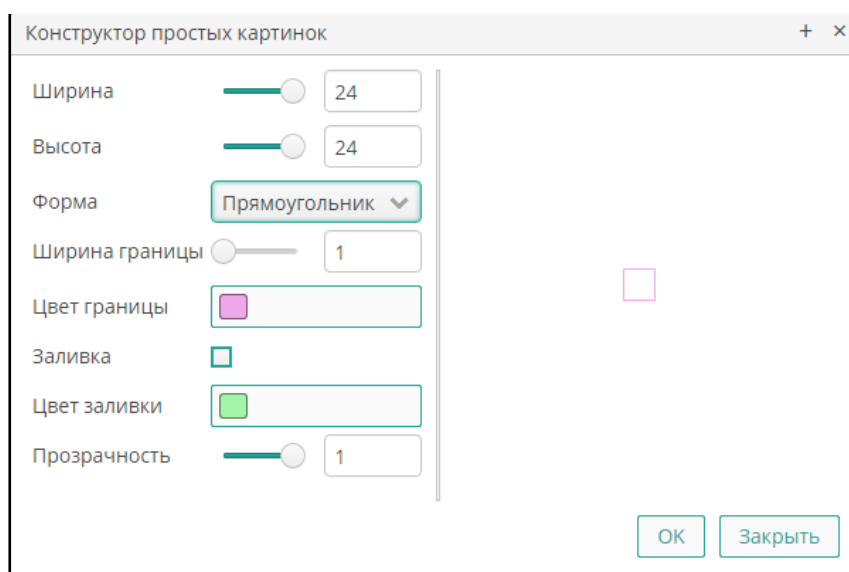 Конструктор простых картинок + ×
Ширина 24
Высота 24
Форма Прямоугольник
Ширина границы 1
Цвет границы
Заливка
Цвет заливки
Прозрачность 1
OK Закрыть